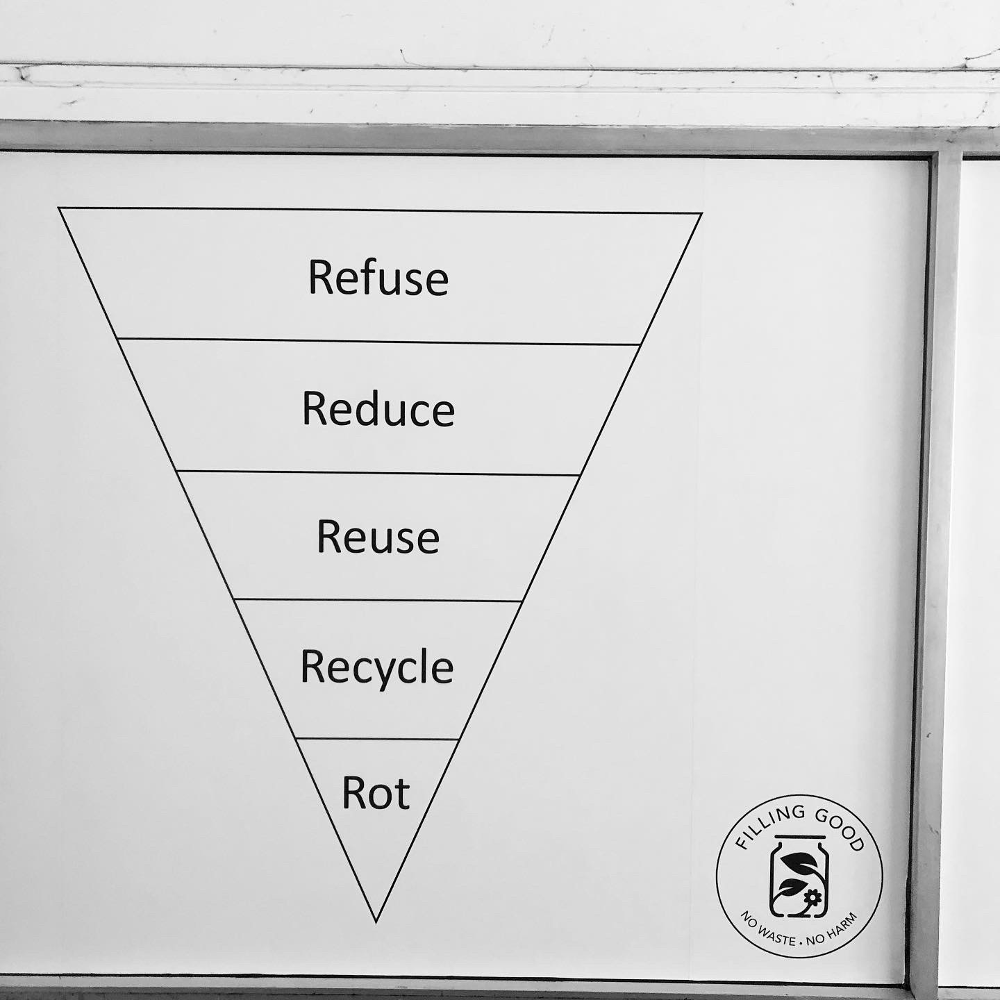 Refuse
Reduce
Reuse
Recycle
Rot
FILLING GOOD
NO WASTE • NO HARM